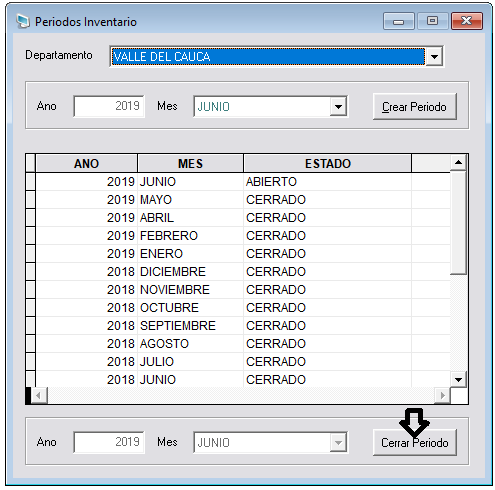 Periodos Inventario
Departamento VALLE DEL CAUCA
Ano 2019 Mes JUNIO Crear Periodo
ANO MES ESTADO
2019 JUNIO ABIERTO
2019 MAYO CERRADO
2019 ABRIL CERRADO
2019 FEBRERO CERRADO
2019 ENERO CERRADO
2018 DICIEMBRE CERRADO
2018 NOVIEMBRE CERRADO
2018 OCTUBRE CERRADO
2018 SEPTIEMBRE CERRADO
2018 AGOSTO CERRADO
2018 JULIO CERRADO
2018 JUNIO CERRADO
Ano 2019 Mes JUNIO Cerrar Periodo